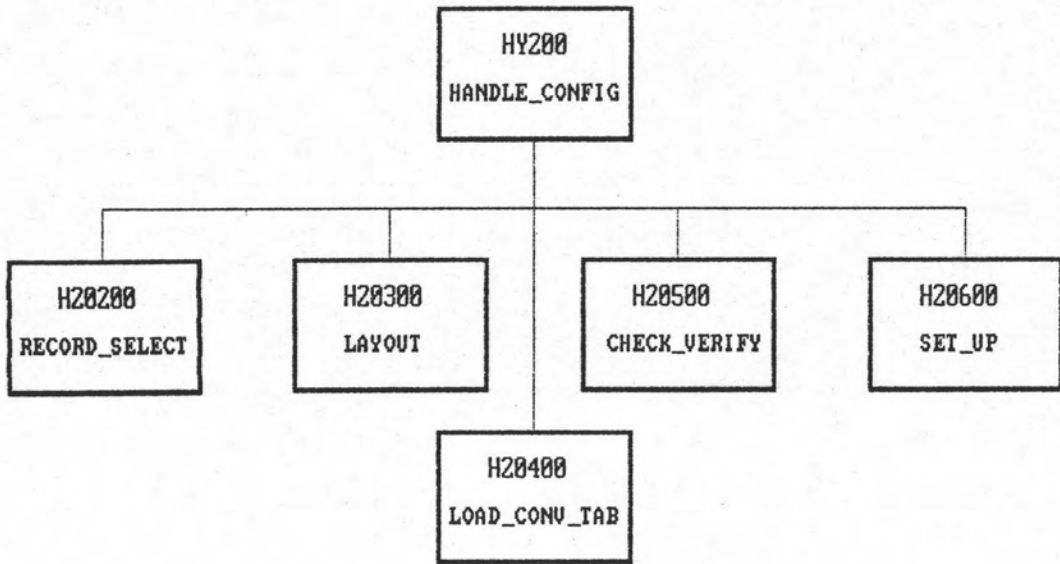 HY200
HANDLE_CONFIG
H20200
RECORD_SELECT
H20300
LAYOUT
H20500
CHECK_VERIFY
H20600
SET_UP
H20400
LOAD_CONV_TAB